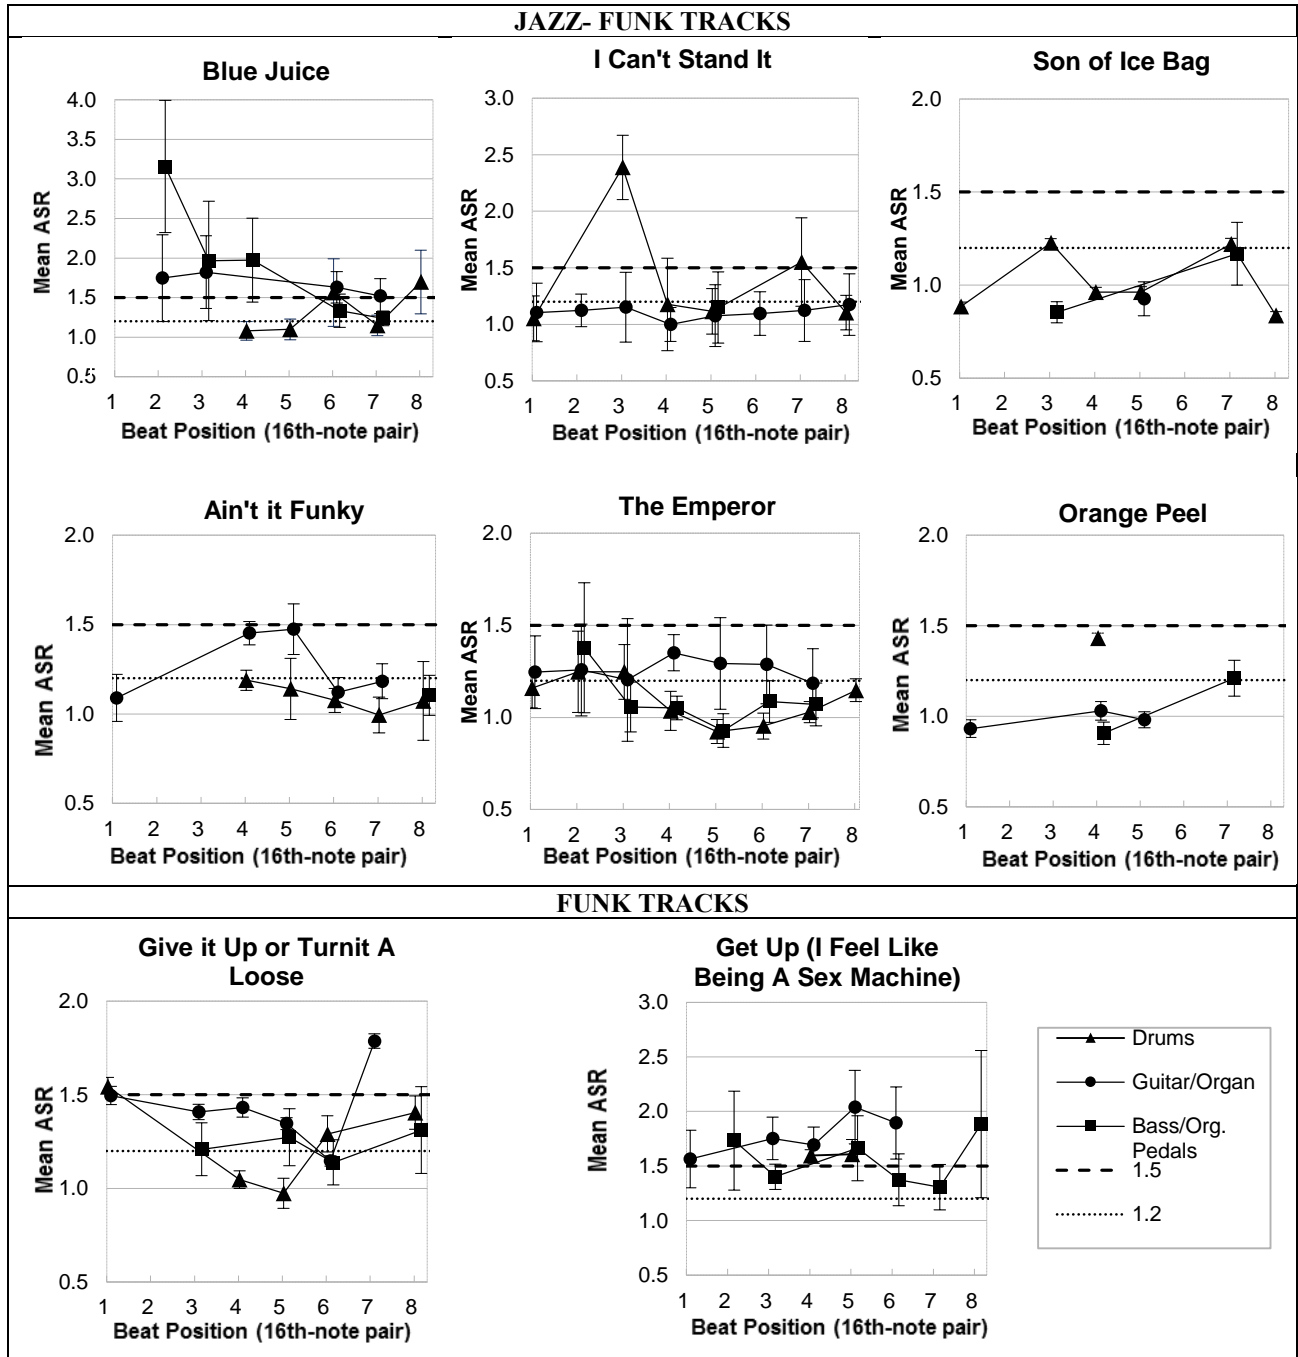 JAZZ- FUNK TRACKS
Blue Juice
Mean ASR
4.0
3.5
3.0
2.5
2.0
1.5
1.0
0.5
1 2 3 4 5 6 7 8
Beat Position (16th-note pair)
I Can't Stand It
Mean ASR
3.0
2.5
2.0
1.5
1.0
0.5
1 2 3 4 5 6 7 8
Beat Position (16th-note pair)
Son of Ice Bag
Mean ASR
2.0
1.5
1.0
0.5
1 2 3 4 5 6 7 8
Beat Position (16th-note pair)
Ain't it Funky
Mean ASR
2.0
1.5
1.0
0.5
1 2 3 4 5 6 7 8
Beat Position (16th-note pair)
The Emperor
Mean ASR
2.0
1.5
1.0
0.5
1 2 3 4 5 6 7 8
Beat Position (16th-note pair)
Orange Peel
Mean ASR
2.0
1.5
1.0
0.5
1 2 3 4 5 6 7 8
Beat Position (16th-note pair)
FUNK TRACKS
Give it Up or Turnit A
Loose
Mean ASR
2.0
1.5
1.0
0.5
1 2 3 4 5 6 7 8
Beat Position (16th-note pair)
Get Up (I Feel Like
Being A Sex Machine)
Mean ASR
3.0
2.5
2.0
1.5
1.0
0.5
1 2 3 4 5 6 7 8
Beat Position (16th-note pair)
Drums
Guitar/Organ
Bass/Org.
Pedals
1.5
1.2